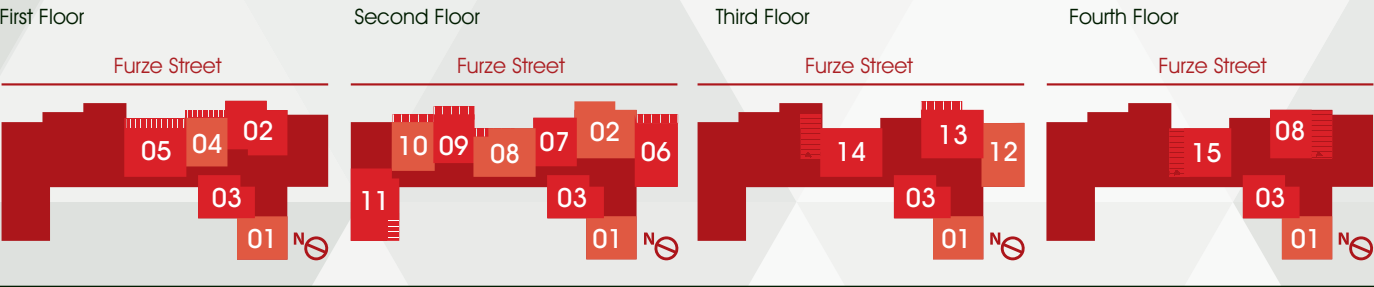 First Floor
Furze Street
02
04
05
03
01
N
Second Floor
Furze Street
02
10
09
08
07
06
11
03
01
N
Third Floor
Furze Street
13
14
12
03
01
N
Fourth Floor
Furze Street
08
15
03
01
N